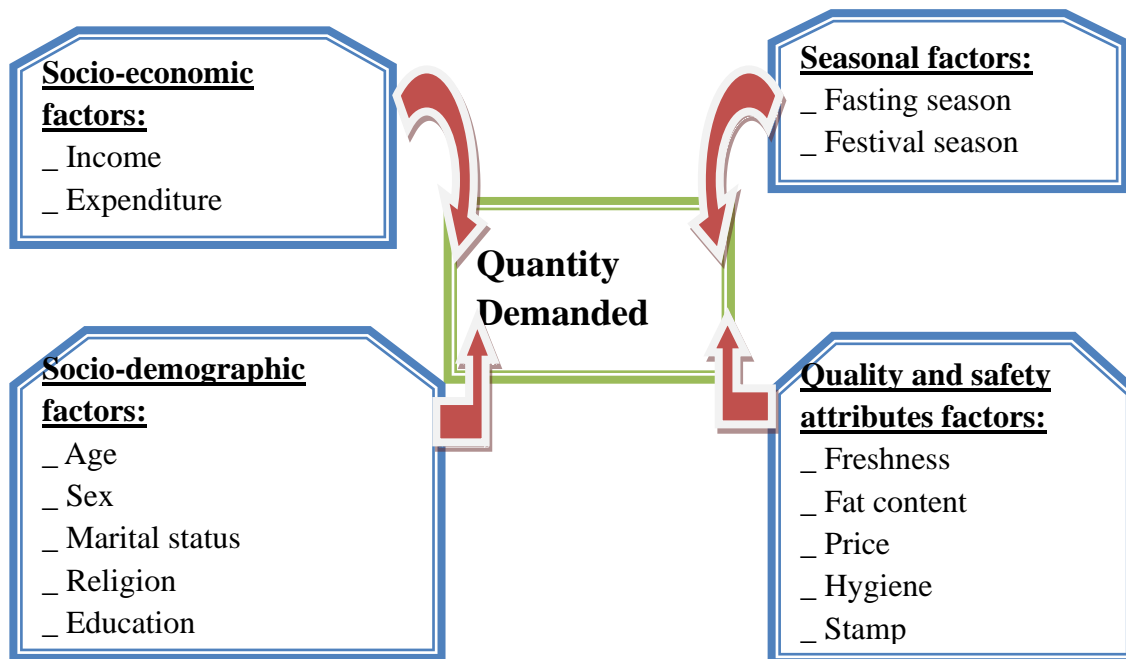 Socio-economic
factors:
_ Income
_ Expenditure
Seasonal factors:
_ Fasting season
_ Festival season
Quantity
Demanded
Socio-demographic
factors:
_ Age
_ Sex
_ Marital status
_ Religion
_ Education
Quality and safety
attributes factors:
_ Freshness
_ Fat content
_ Price
_ Hygiene
_ Stamp